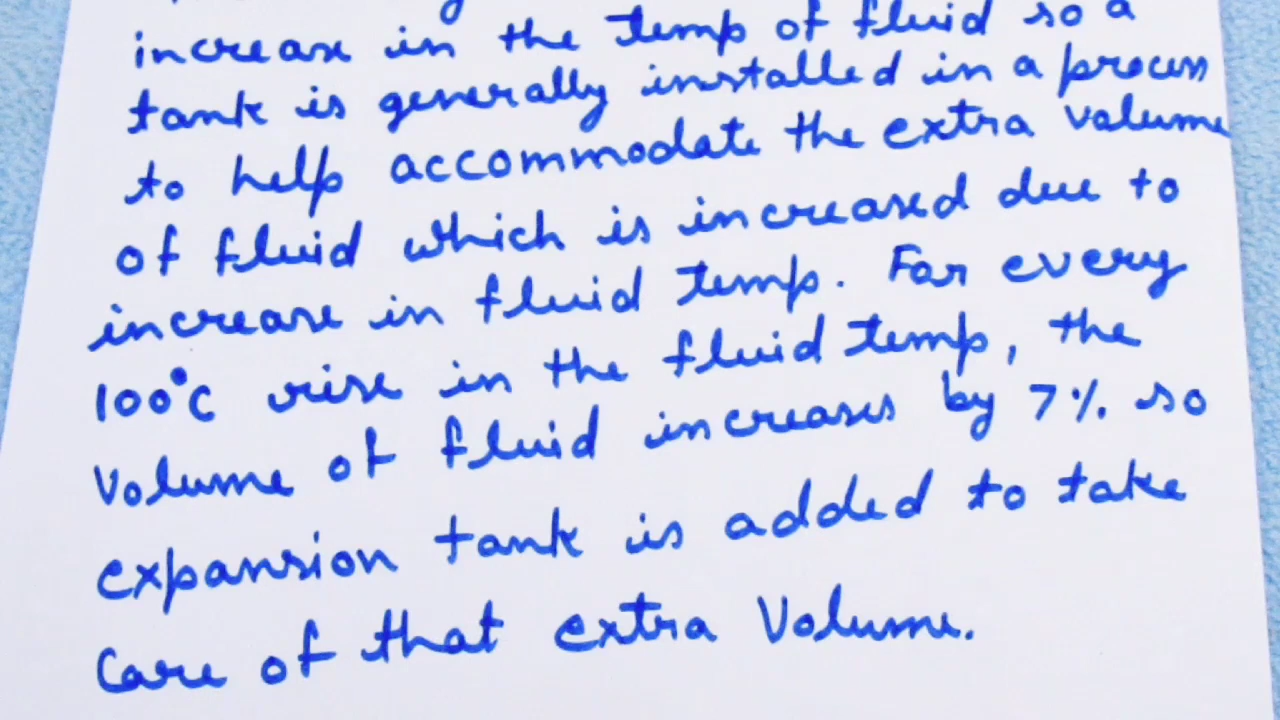 increase in the temp of fluid so a
tank is generally installed in a process
to help accommodate the extra volume
of fluid which is increased due to
increase in fluid temp. For every
100°C rise in the fluid temp, the
Volume of fluid increases by 7% so
expansion tank is added to take
Care of that extra Volume.